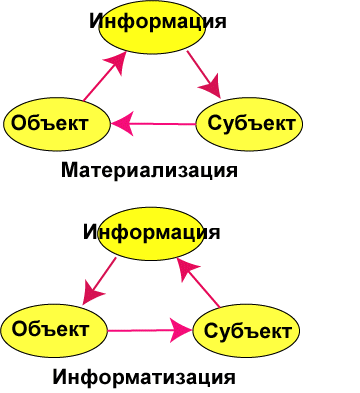 Информация
Объект Субъект
Материализация
Информация
Объект Субъект
Информатизация